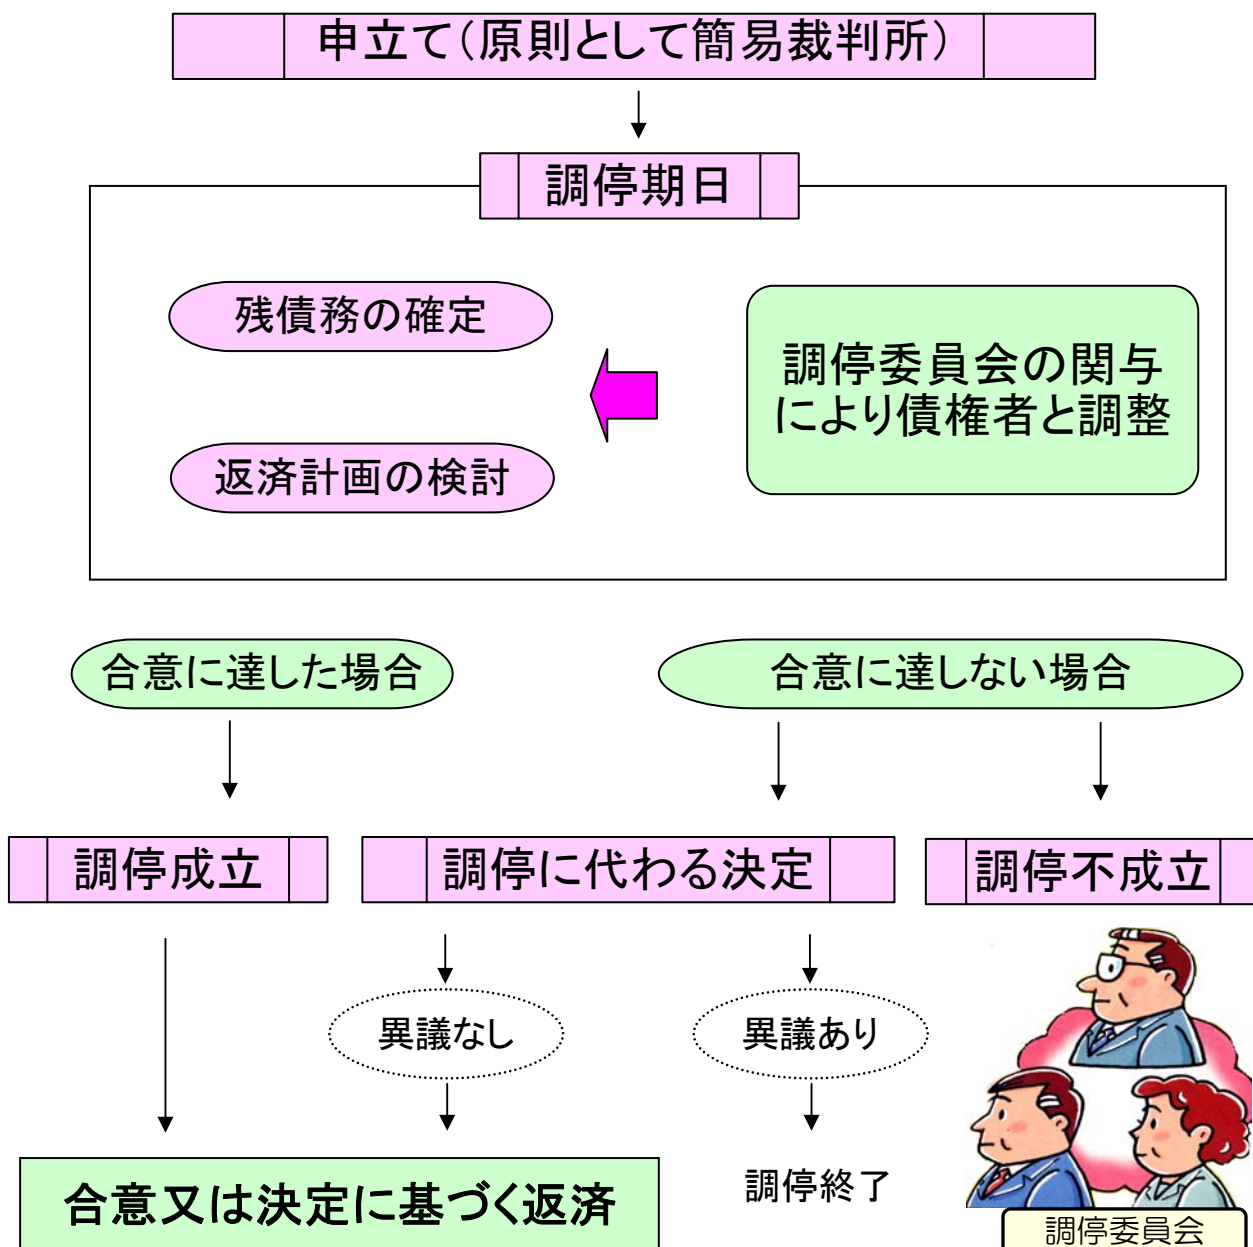 申立て（原則として簡易裁判所）
調停期日
残債務の確定
調停委員会の関与
により債権者と調整
返済計画の検討
合意に達した場合
合意に達しない場合
調停成立
調停に代わる決定
調停不成立
異議なし
異議あり
合意又は決定に基づく返済
調停終了
調停委員会